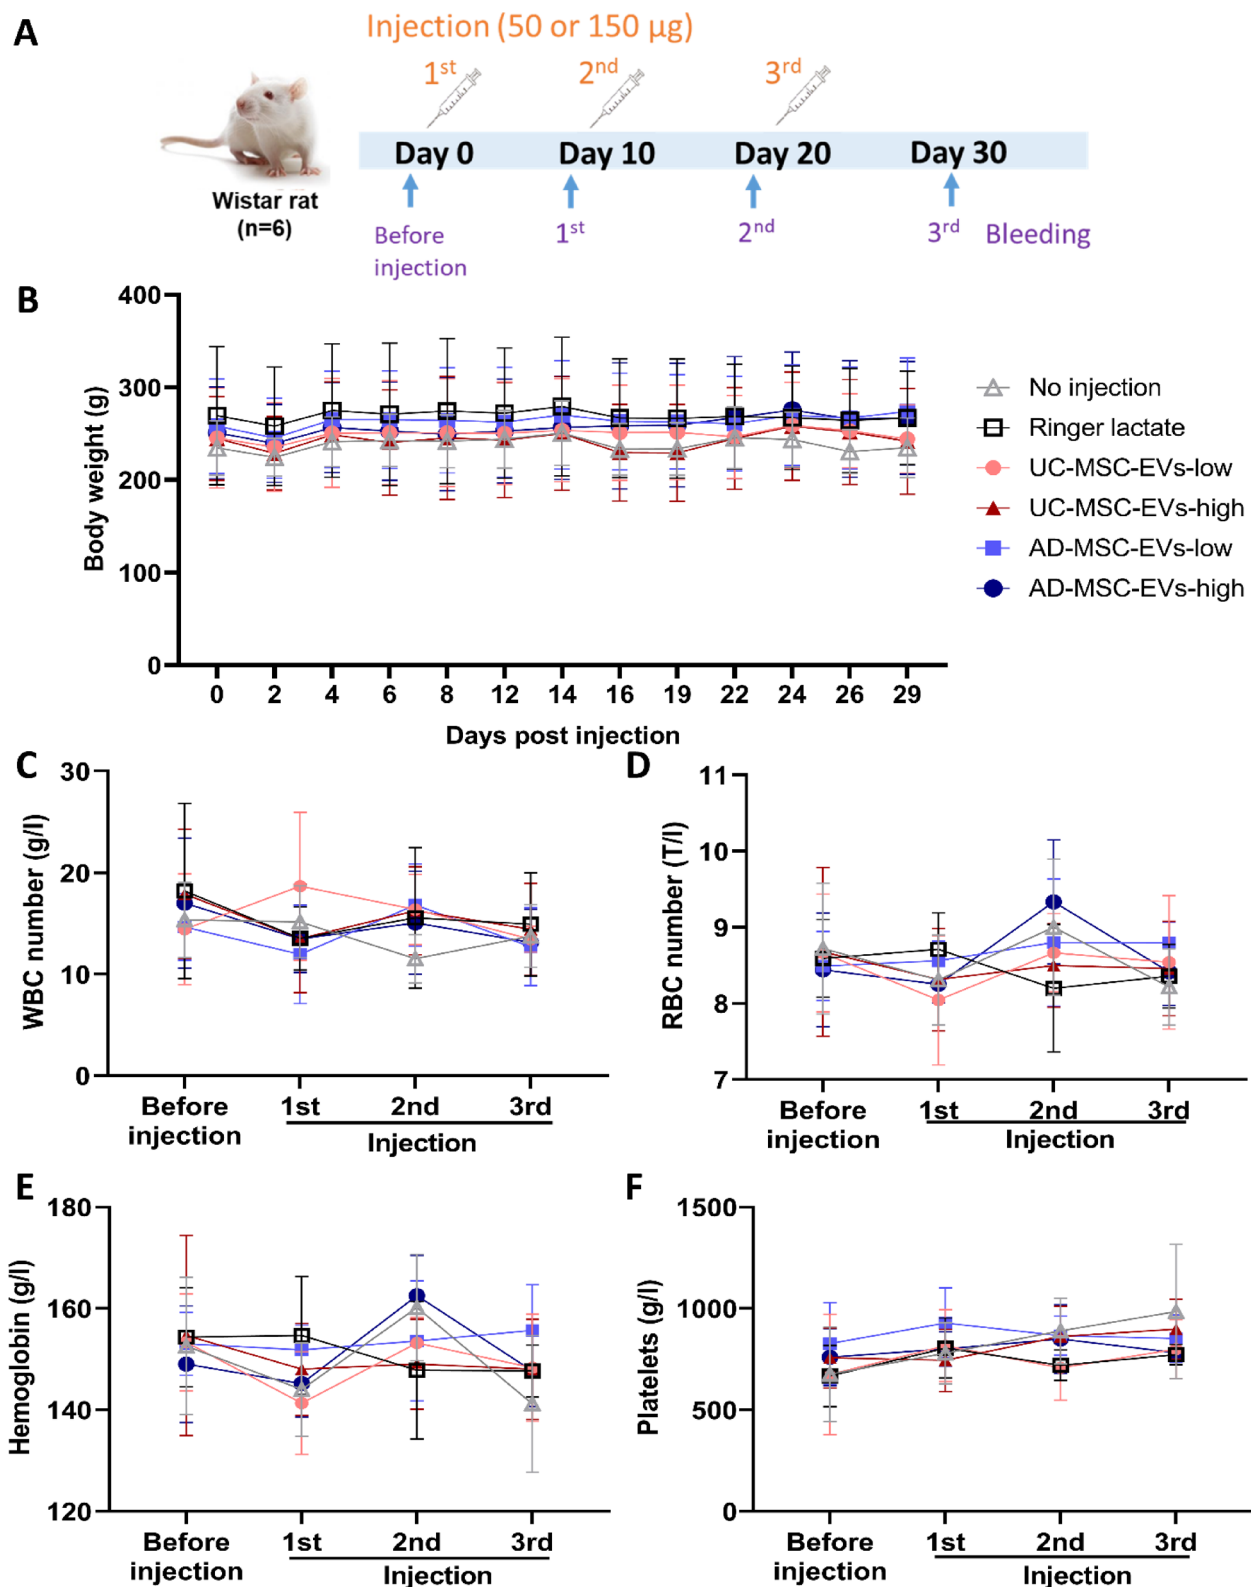 A
Injection (50 or 150 µg)
1st 2nd 3rd
Day 0 Day 10 Day 20 Day 30
Wistar rat
(n=6)
Before
injection
1st 2nd 3rd Bleeding
B
Body weight (g)
400
300
200
100
0
0 2 4 6 8 12 14 16 19 22 24 26 29
Days post injection
No injection
Ringer lactate
UC-MSC-EVs-low
UC-MSC-EVs-high
AD-MSC-EVs-low
AD-MSC-EVs-high
C
WBC number (g/l)
30
20
10
0
Before
injection
1st 2nd 3rd
Injection
D
RBC number (T/l)
11
10
9
8
7
Before
injection
1st 2nd 3rd
Injection
E
Hemoglobin (g/l)
180
160
140
120
Before
injection
1st 2nd 3rd
Injection
F
Platelets (g/l)
1500
1000
500
0
Before
injection
1st 2nd 3rd
Injection